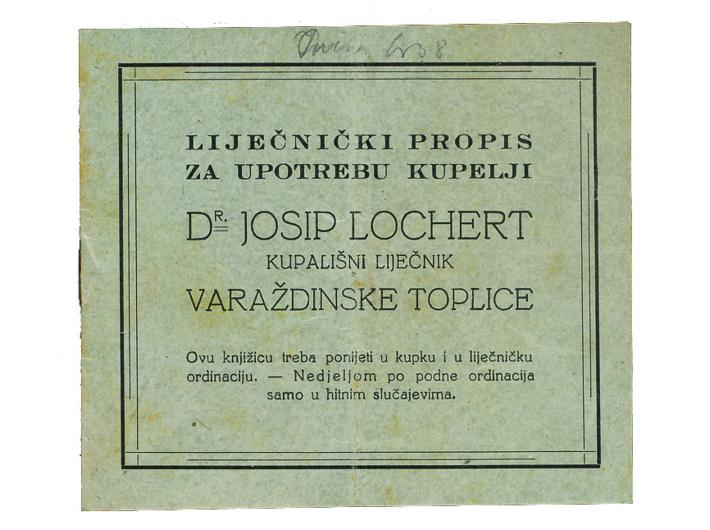 LIJEČNIČKI PROPIS
ZA UPOTREBU KUPELJI
DR. JOSIP LOCHERT
KUPALIŠNI LIJEČNIK
VARAŽDINSKE TOPLICE
Ovu knjižicu treba ponijeti u kupku i u liječničku
ordinaciju. — Nedjeljom po podne ordinacija
samo u hitnim slučajevima.